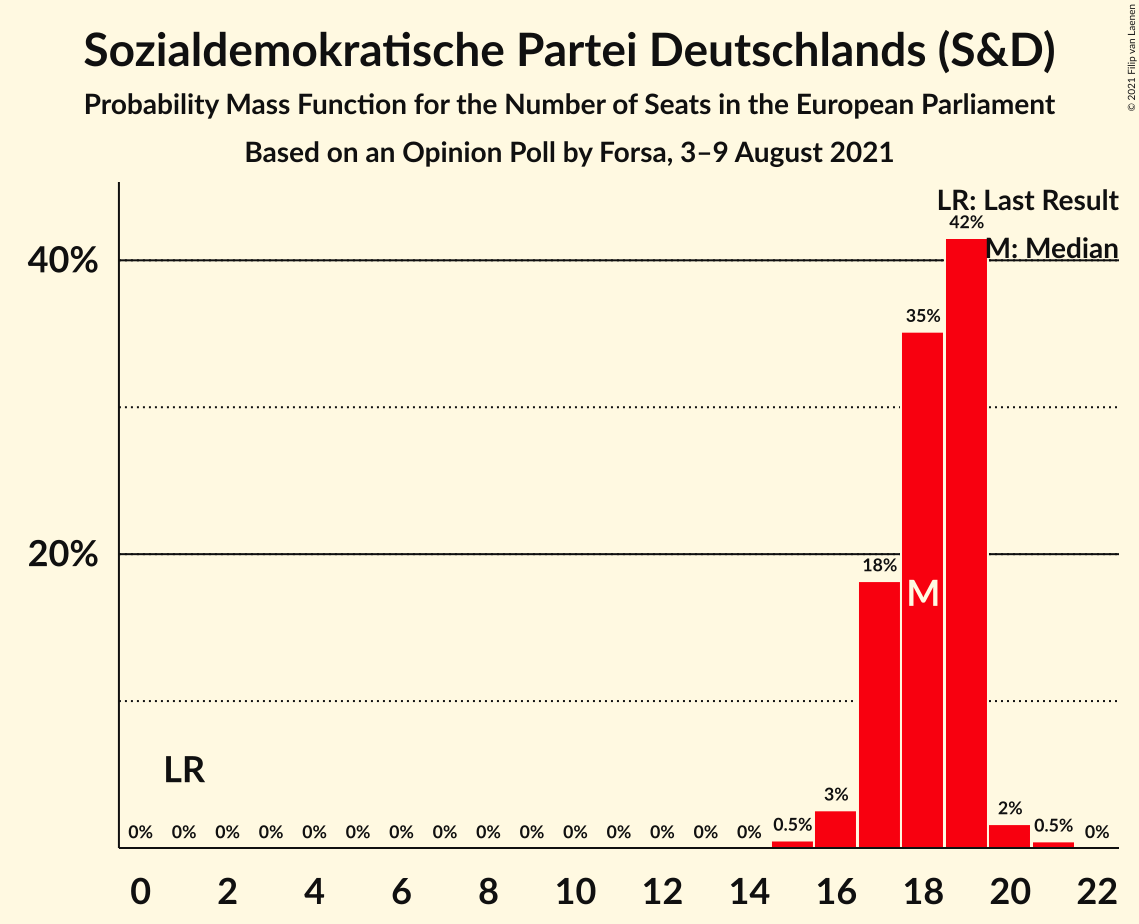 Sozialdemokratische Partei Deutschlands (S&D)
Probability Mass Function for the Number of Seats in the European Parliament
Based on an Opinion Poll by Forsa, 3–9 August 2021
© 2021 Filip van Laenen
LR: Last Result
M: Median
42%
40%
35%
20%
18%
M
LR
3%
2%
0% 0% 0% 0% 0% 0% 0% 0% 0% 0% 0% 0% 0% 0% 0% 0.5% 0.5% 0%
0 2 4 6 8 10 12 14 16 18 20 22